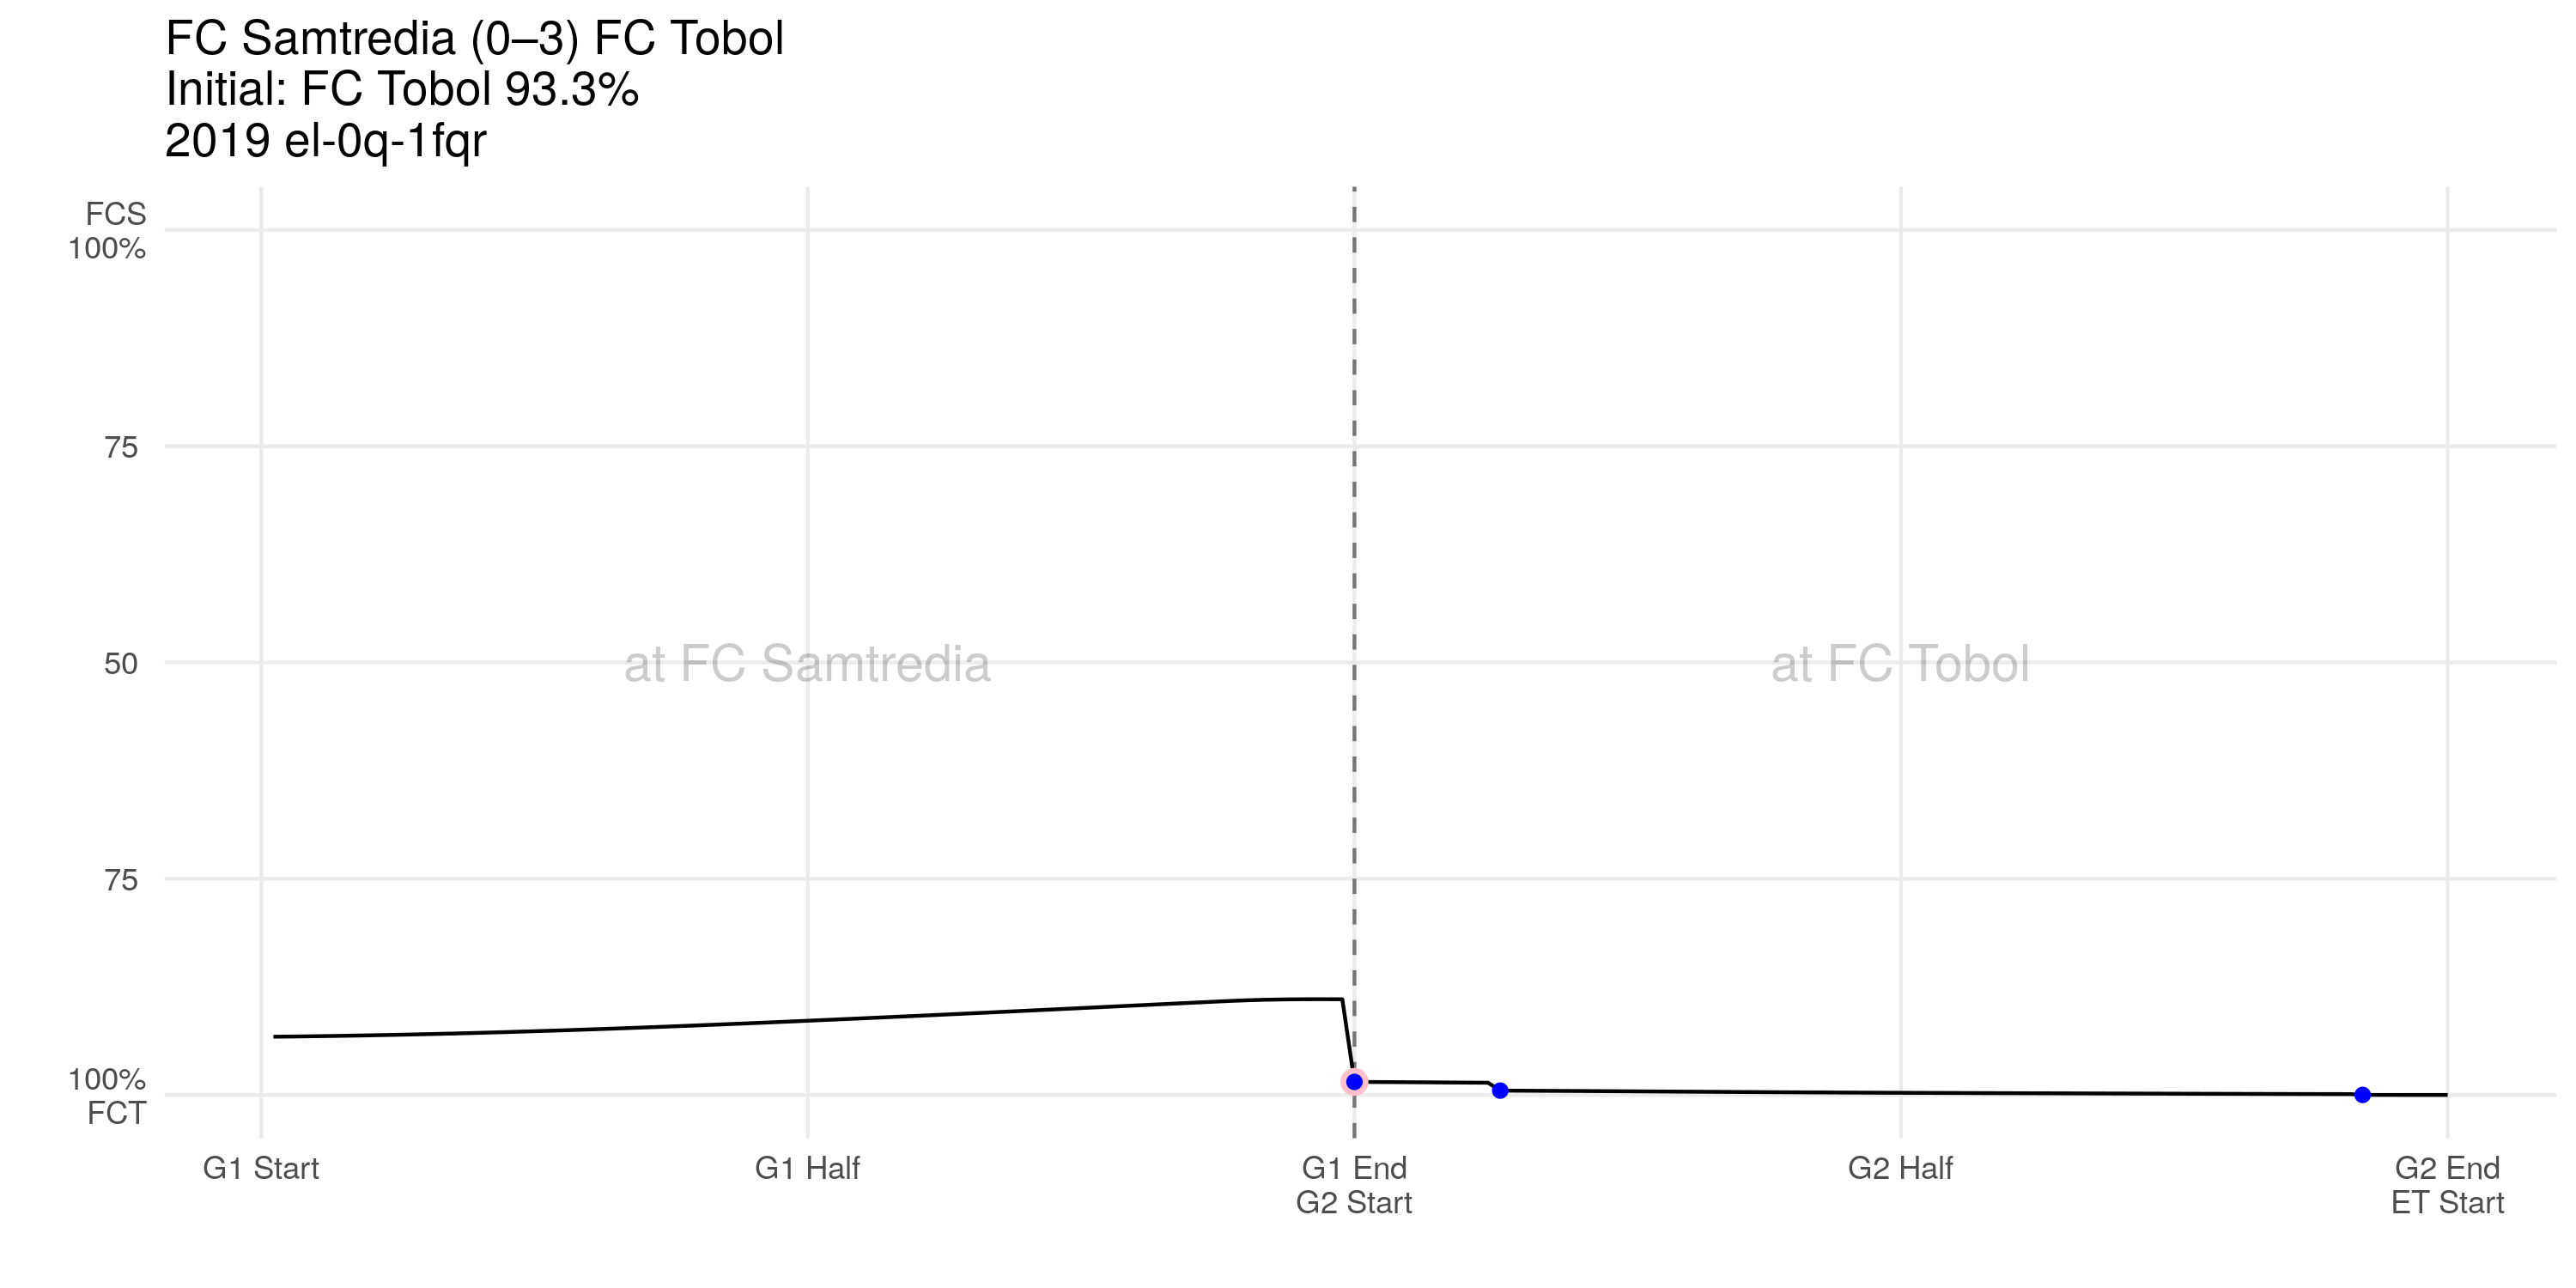 FC Samtredia (0–3) FC Tobol
Initial: FC Tobol 93.3%
2019 el-0q-1fqr
FCS
100%
75
50
75
100%
FCT
at FC Samtredia
at FC Tobol
G1 Start
G1 Half
G1 End
G2 Start
G2 Half
G2 End
ET Start